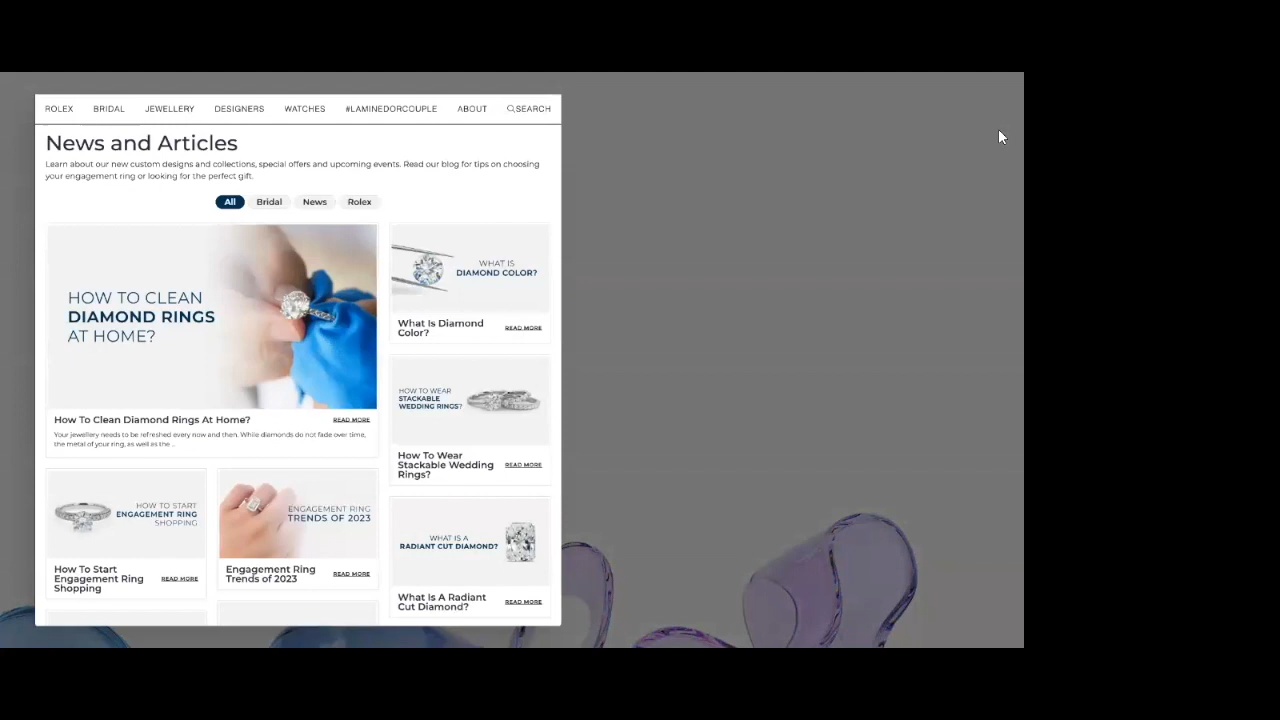 ROLEX BRIDAL JEWELLERY DESIGNERS WATCHES #LAMINEDORCOUPLE ABOUT SEARCH
News and Articles
Learn about our new custom designs and collections, special offers and upcoming events. Read our blog for tips on choosing
your engagement ring or looking for the perfect gift.
All Bridal News Rolex
HOW TO CLEAN
DIAMOND RINGS
AT HOME?
How To Clean Diamond Rings At Home? READ MORE
Your jewellery needs to be refreshed every now and then. While diamonds do not fade over time,
the metal of your ring, as well as the ...
HOW TO START
ENGAGEMENT RING
SHOPPING
How To Start
Engagement Ring
Shopping
READ MORE
ENGAGEMENT RING
TRENDS OF 2023
Engagement Ring
Trends of 2023
READ MORE
WHAT IS
DIAMOND COLOR?
What Is Diamond
Color?
READ MORE
HOW TO WEAR
STACKABLE
WEDDING RINGS?
How To Wear
Stackable Wedding
Rings?
READ MORE
WHAT IS A
RADIANT CUT DIAMOND?
What Is A Radiant
Cut Diamond?
READ MORE